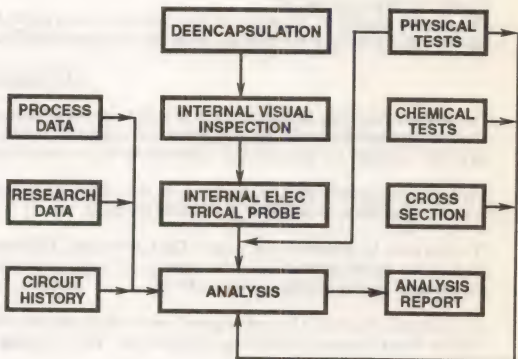 DEENCAPSULATION
PHYSICAL
TESTS
PROCESS
DATA
INTERNAL VISUAL
INSPECTION
CHEMICAL
TESTS
RESEARCH
DATA
INTERNAL ELEC
TRICAL PROBE
CROSS
SECTION
CIRCUIT
HISTORY
ANALYSIS
ANALYSIS
REPORT